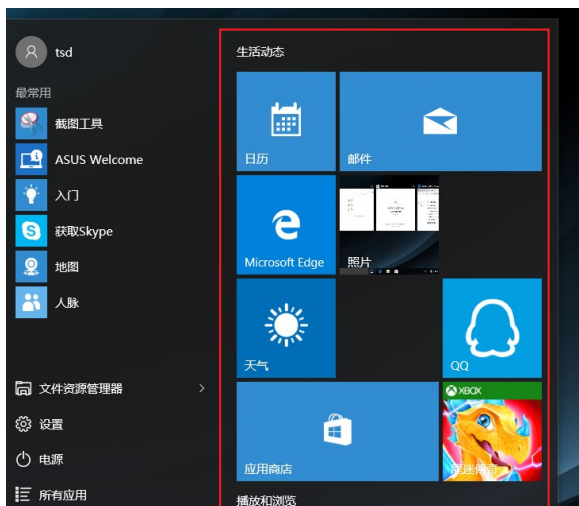 tsd
最常用
截图工具
ASUS Welcome
入门
获取Skype
地图
人脉
文件资源管理器
设置
电源
所有应用
生活动态
日历
邮件
Microsoft Edge
照片
天气
QQ
应用商店
XBOX
传奇
播放和浏览